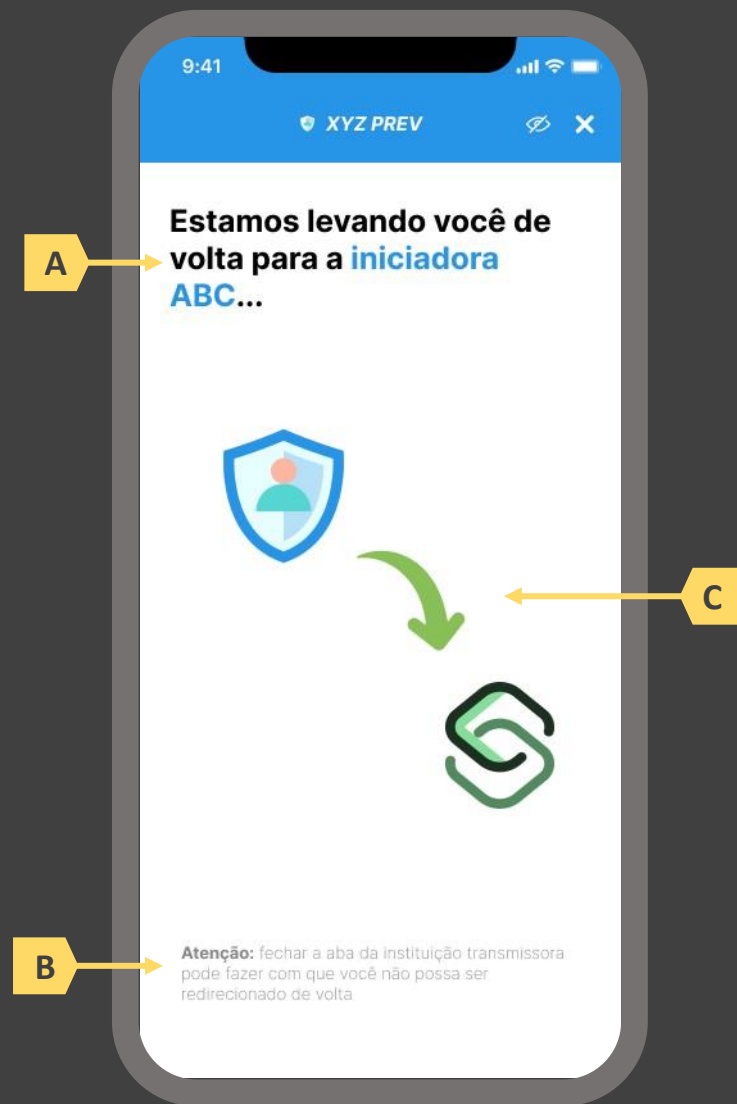 9:41
XYZ PREV
Estamos levando você de
volta para a iniciadora
ABC...
A
C
B
Atenção: fechar a aba da instituição transmissora
pode fazer com que você não possa ser
redirecionado de volta